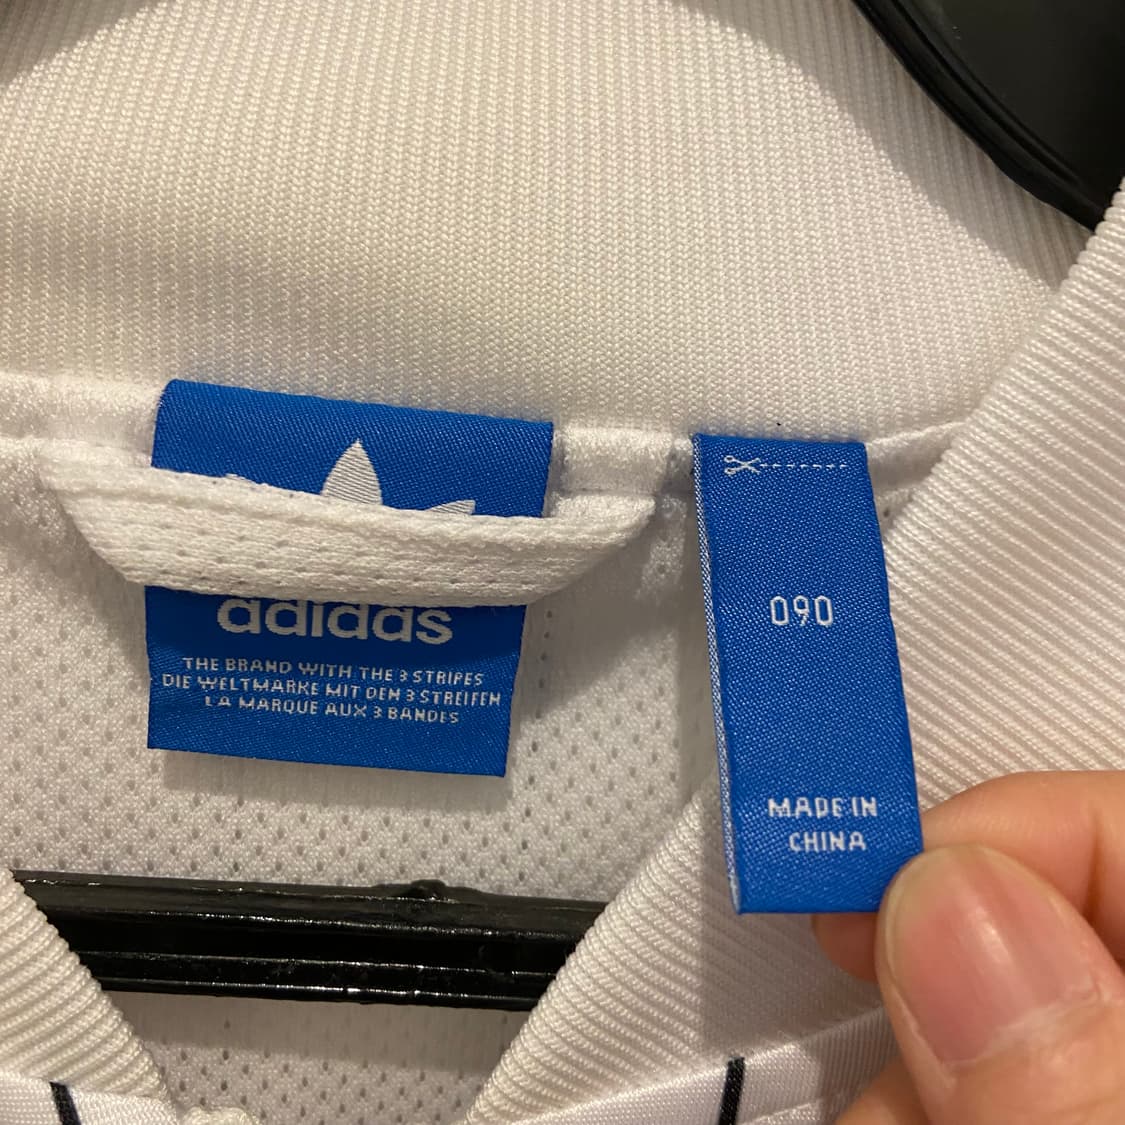 adidas
THE BRAND WITH THE 3 STRIPES
DIE WELTMARKE MIT DEN 3 STREIFEN
LA MARQUE AUX 3 BANDES
090
MADE IN
CHINA